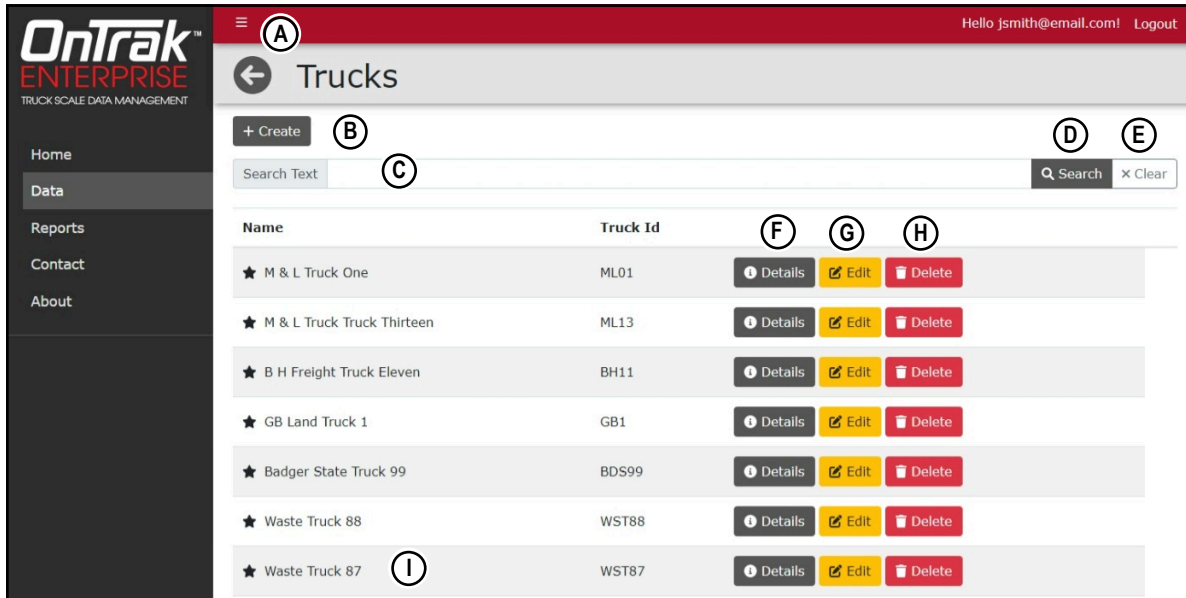 OnTrak™
ENTERPRISE
TRUCK SCALE DATA MANAGEMENT
Home
Data
Reports
Contact
About
A
Hello jsmith@email.com! Logout
Trucks
+ Create B
D E
Search Text C Search × Clear
Name Truck Id F G H
M & L Truck One ML01 Details Edit Delete
M & L Truck Truck Thirteen ML13 Details Edit Delete
B H Freight Truck Eleven BH11 Details Edit Delete
GB Land Truck 1 GB1 Details Edit Delete
Badger State Truck 99 BDS99 Details Edit Delete
Waste Truck 88 WST88 Details Edit Delete
Waste Truck 87 I WST87 Details Edit Delete